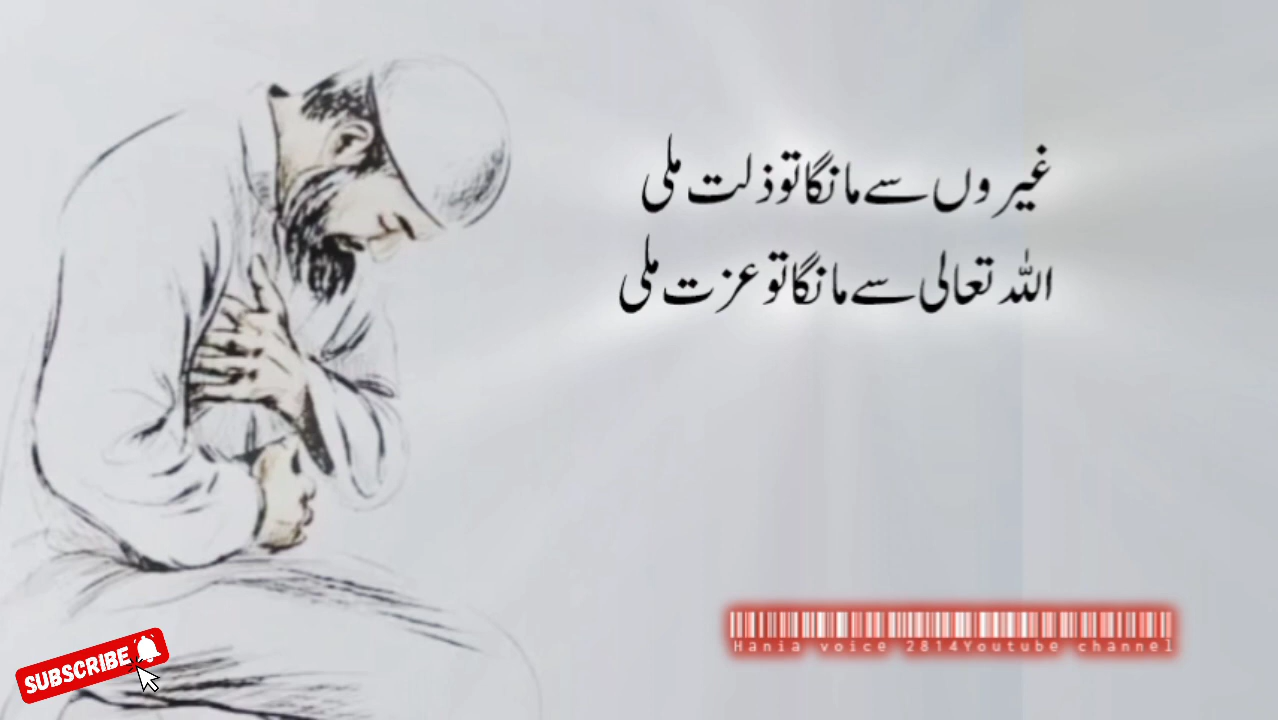 غیروں سے مانگا تو ذلت ملی
اللہ تعالی سے مانگا تو عزت ملی
Hania voice 2814Youtube channel
SUBSCRIBE